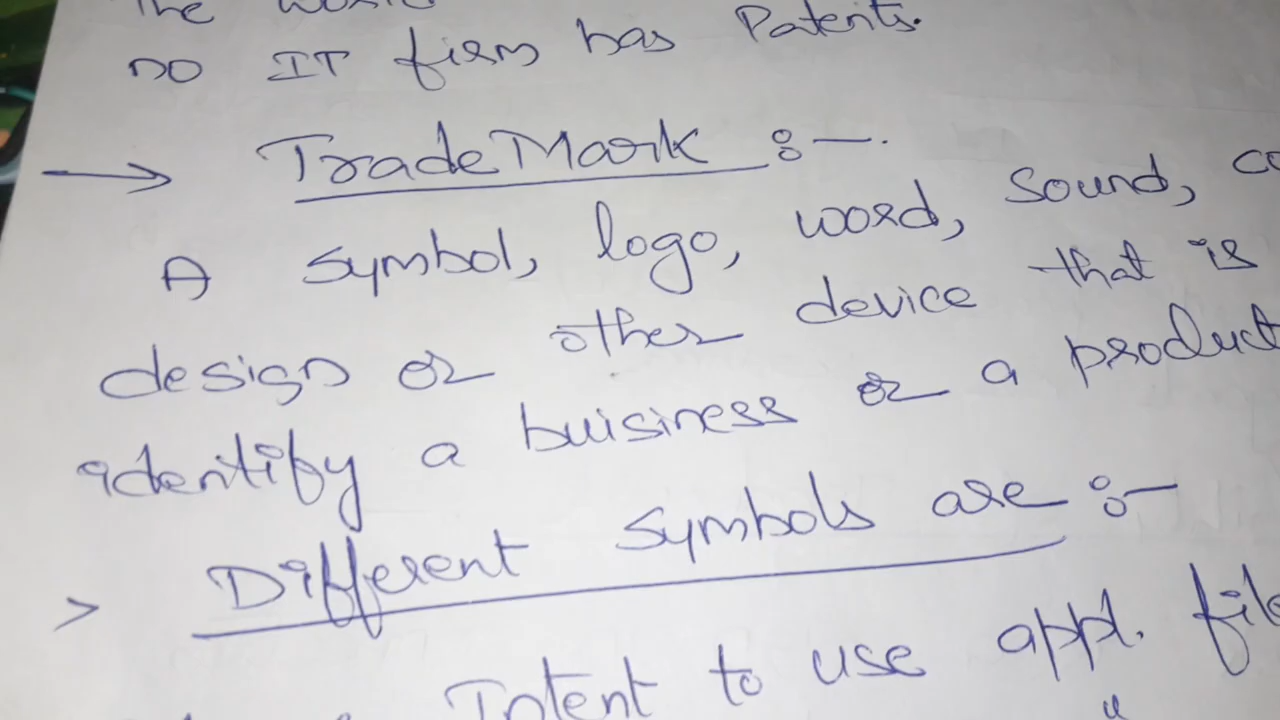 The
no IT firm has Patents.
→ TradeMark :-.
A symbol, logo, word, sound,
design or other device that is
identify a buisiness or a product
> Different symbols are :-
Intent to use appl.